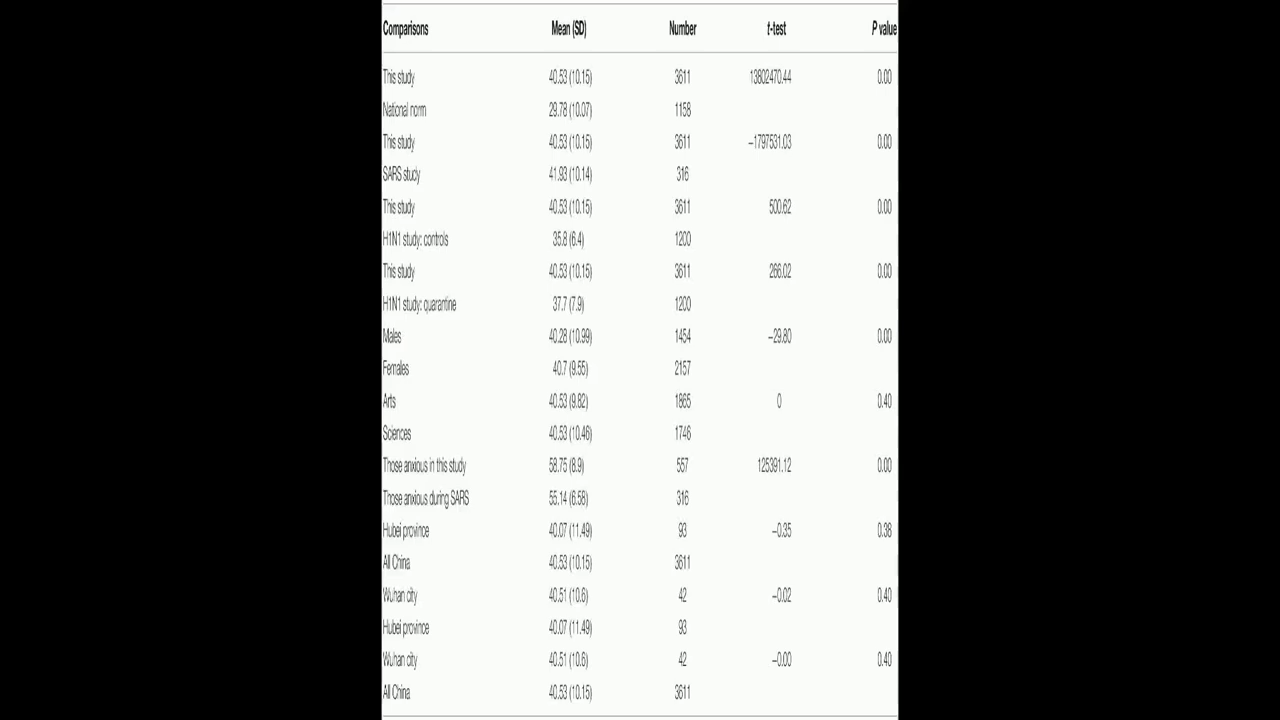 Comparisons Mean (SD) Number t-test P value
This study 40.53 (10.15) 3611 13802470.44 0.00
National norm 29.78 (10.07) 1158
This study 40.53 (10.15) 3611 −1797531.03 0.00
SARS study 41.93 (10.14) 316
This study 40.53 (10.15) 3611 500.62 0.00
H1N1 study: controls 35.8 (6.4) 1200
This study 40.53 (10.15) 3611 266.02 0.00
H1N1 study: quarantine 37.7 (7.9) 1200
Males 40.28 (10.99) 1454 −29.80 0.00
Females 40.7 (9.55) 2157
Arts 40.53 (9.82) 1865 0 0.40
Sciences 40.53 (10.46) 1746
Those anxious in this study 58.75 (8.9) 557 125391.12 0.00
Those anxious during SARS 55.14 (6.58) 316
Hubei province 40.07 (11.49) 93 −0.35 0.38
All China 40.53 (10.15) 3611
Wuhan city 40.51 (10.6) 42 −0.02 0.40
Hubei province 40.07 (11.49) 93
Wuhan city 40.51 (10.6) 42 −0.00 0.40
All China 40.53 (10.15) 3611